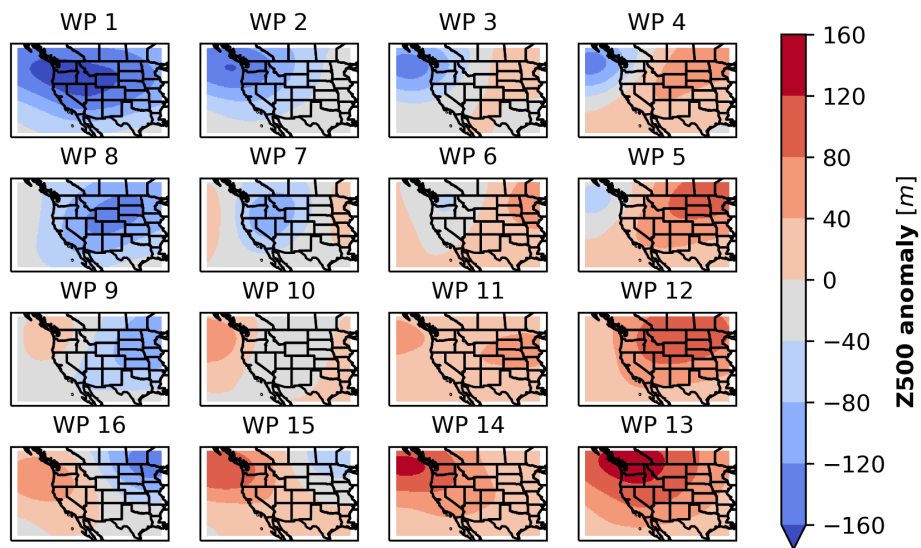 WP 1
WP 2
WP 3
WP 4
WP 8
WP 7
WP 6
WP 5
WP 9
WP 10
WP 11
WP 12
WP 16
WP 15
WP 14
WP 13
160
120
80
40
0
−40
−80
−120
−160
Z500 anomaly [m]